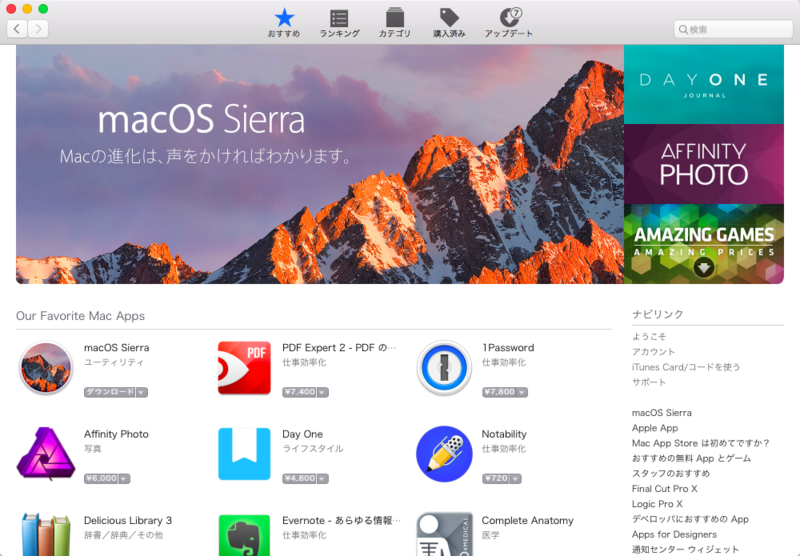 7
おすすめ
ランキング
カテゴリ
購入済み
アップデート
検索
macOS Sierra
Macの進化は、声をかければわかります。
DAY ONE
JOURNAL
AFFINITY
PHOTO
AMAZING GAMES
AMAZING PRICES
Our Favorite Mac Apps
macOS Sierra
ユーティリティ
ダウンロード
PDF
PDF Expert 2 - PDF の…
仕事効率化
¥7,400
1Password
仕事効率化
¥7,800
Affinity Photo
写真
¥6,000
Day One
ライフスタイル
¥4,800
Notability
仕事効率化
¥720
Delicious Library 3
辞書／辞典／その他
Evernote - あらゆる情報…
仕事効率化
Complete Anatomy
医学
ナビリンク
ようこそ
アカウント
iTunes Card/コードを使う
サポート
macOS Sierra
Apple App
Mac App Store は初めてですか？
おすすめの無料 App とゲーム
スタッフのおすすめ
Final Cut Pro X
Logic Pro X
デベロッパにおすすめの App
Apps for Designers
通知センター ウィジェット